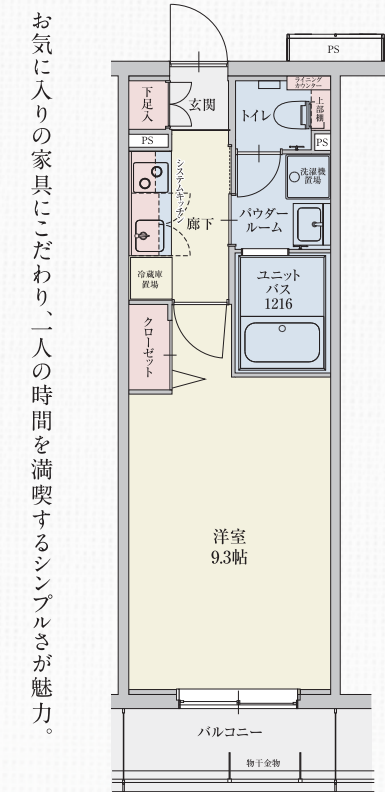 お気に入りの家具にこだわり、一人の時間を満喫するシンプルさが魅力。
PS
下足入
玄関
トイレ
ライニング
カウンター
上部棚
PS
PS
システムキッチン
洗濯機
置場
廊下
パウダー
ルーム
冷蔵庫
置場
ユニット
バス
1216
クローゼット
洋室
9.3帖
バルコニー
物干金物